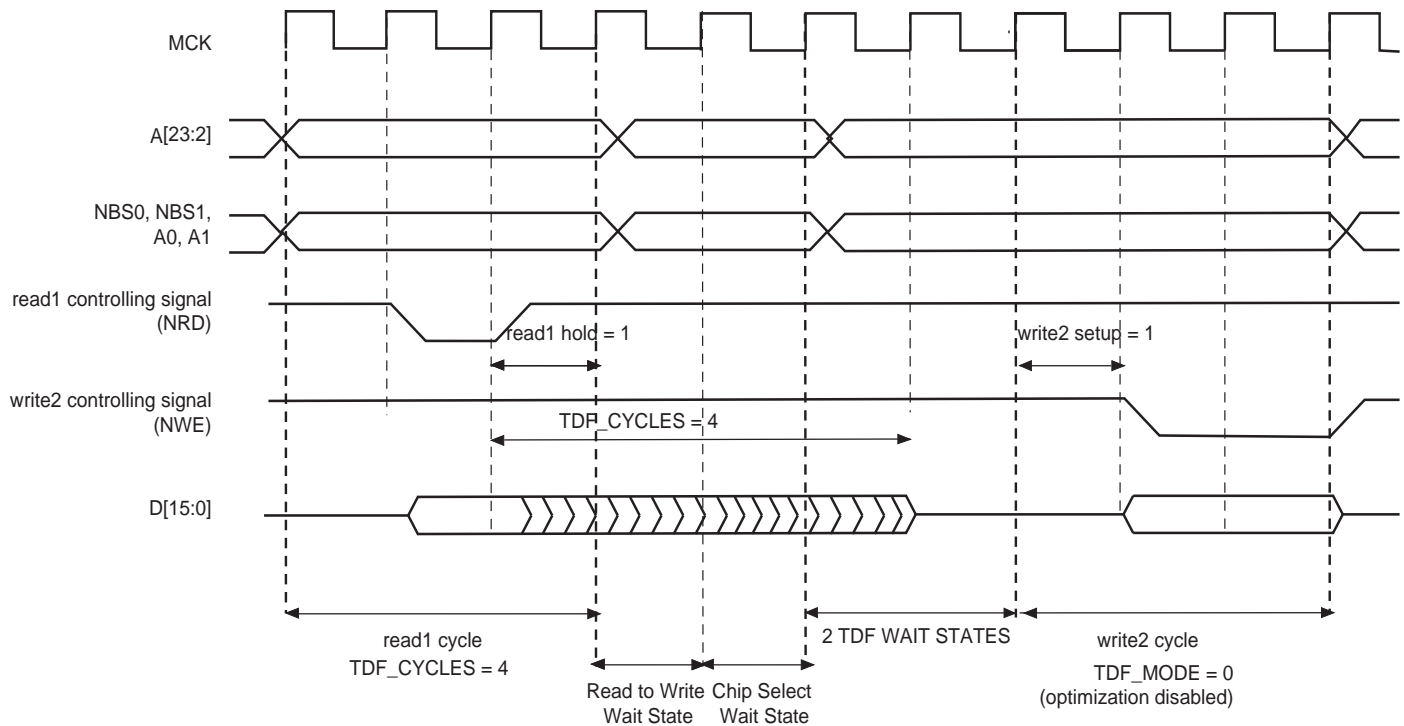 MCK
A[23:2]
NBS0, NBS1,
A0, A1
read1 controlling signal
(NRD)
read1 hold = 1
write2 setup = 1
write2 controlling signal
(NWE)
TDF_CYCLES = 4
D[15:0]
read1 cycle
TDF_CYCLES = 4
2 TDF WAIT STATES
write2 cycle
TDF_MODE = 0
(optimization disabled)
Read to Write
Wait State
Chip Select
Wait State